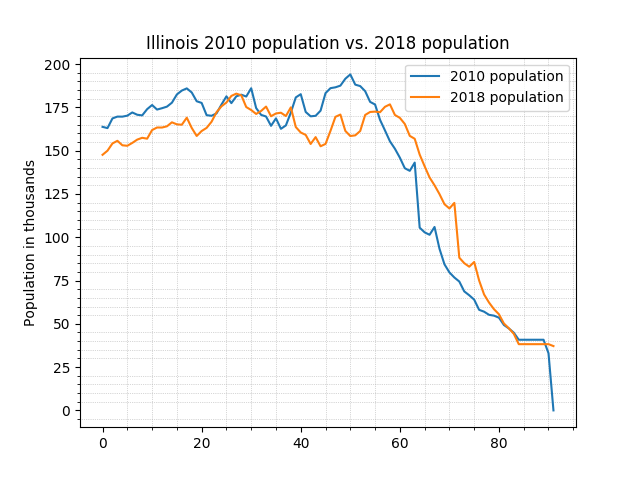 Illinois 2010 population vs. 2018 population
2010 population
2018 population
Population in thousands
200
175
150
125
100
75
50
25
0
0 20 40 60 80